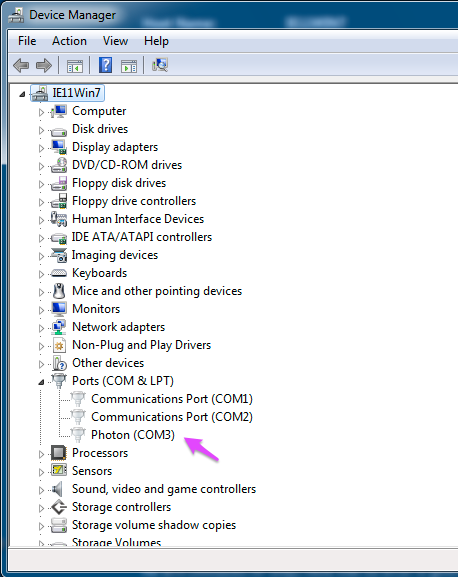 Device Manager
File Action View Help
IE11Win7
Computer
Disk drives
Display adapters
DVD/CD-ROM drives
Floppy disk drives
Floppy drive controllers
Human Interface Devices
IDE ATA/ATAPI controllers
Imaging devices
Keyboards
Mice and other pointing devices
Monitors
Network adapters
Non-Plug and Play Drivers
Other devices
Ports (COM & LPT)
Communications Port (COM1)
Communications Port (COM2)
Photon (COM3)
Processors
Sensors
Sound, video and game controllers
Storage controllers
Storage volume shadow copies
Storage Volumes